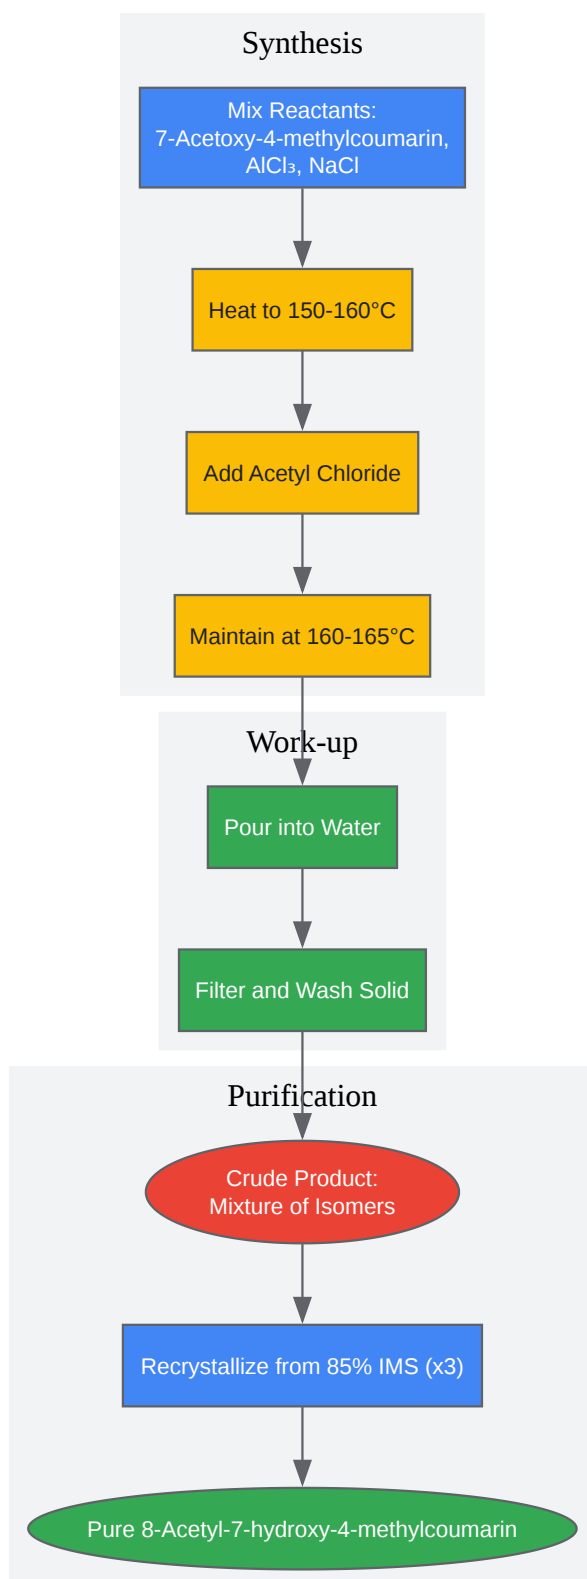 Synthesis
Mix Reactants:
7-Acetoxy-4-methylcoumarin,
AlCl₃, NaCl
Heat to 150-160°C
Add Acetyl Chloride
Maintain at 160-165°C
Work-up
Pour into Water
Filter and Wash Solid
Purification
Crude Product:
Mixture of Isomers
Recrystallize from 85% IMS (x3)
Pure 8-Acetyl-7-hydroxy-4-methylcoumarin